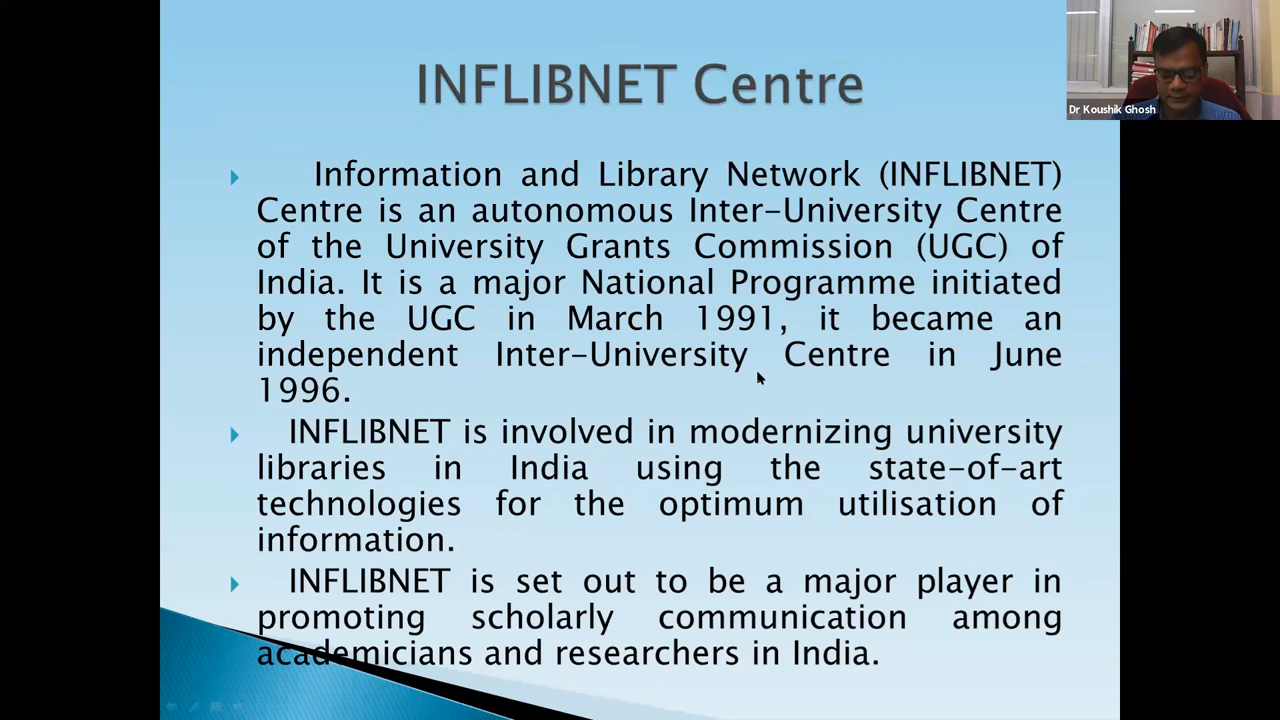 INFLIBNET Centre
Dr Koushik Ghosh
Information and Library Network (INFLIBNET)
Centre is an autonomous Inter-University Centre
of the University Grants Commission (UGC) of
India. It is a major National Programme initiated
by the UGC in March 1991, it became an
independent Inter-University Centre in June
1996.
INFLIBNET is involved in modernizing university
libraries in India using the state-of-art
technologies for the optimum utilisation of
information.
INFLIBNET is set out to be a major player in
promoting scholarly communication among
academicians and researchers in India.